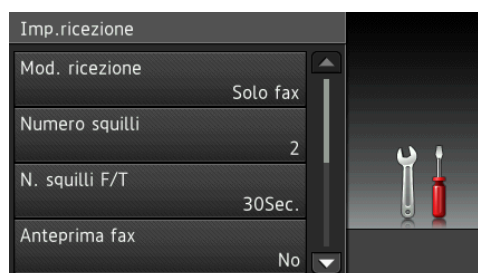 Imp.ricezione
Mod. ricezione
Solo fax
Numero squilli
2
N. squilli F/T
30Sec.
Anteprima fax
No